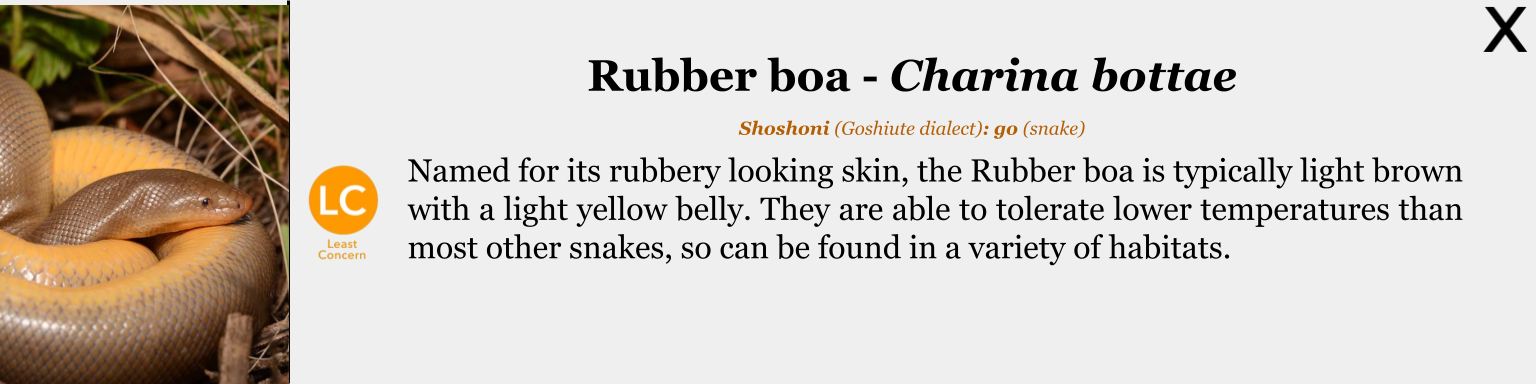 X
Rubber boa - Charina bottae
Shoshoni (Goshiute dialect): go (snake)
Named for its rubbery looking skin, the Rubber boa is typically light brown
with a light yellow belly. They are able to tolerate lower temperatures than
most other snakes, so can be found in a variety of habitats.
LC
Least
Concern